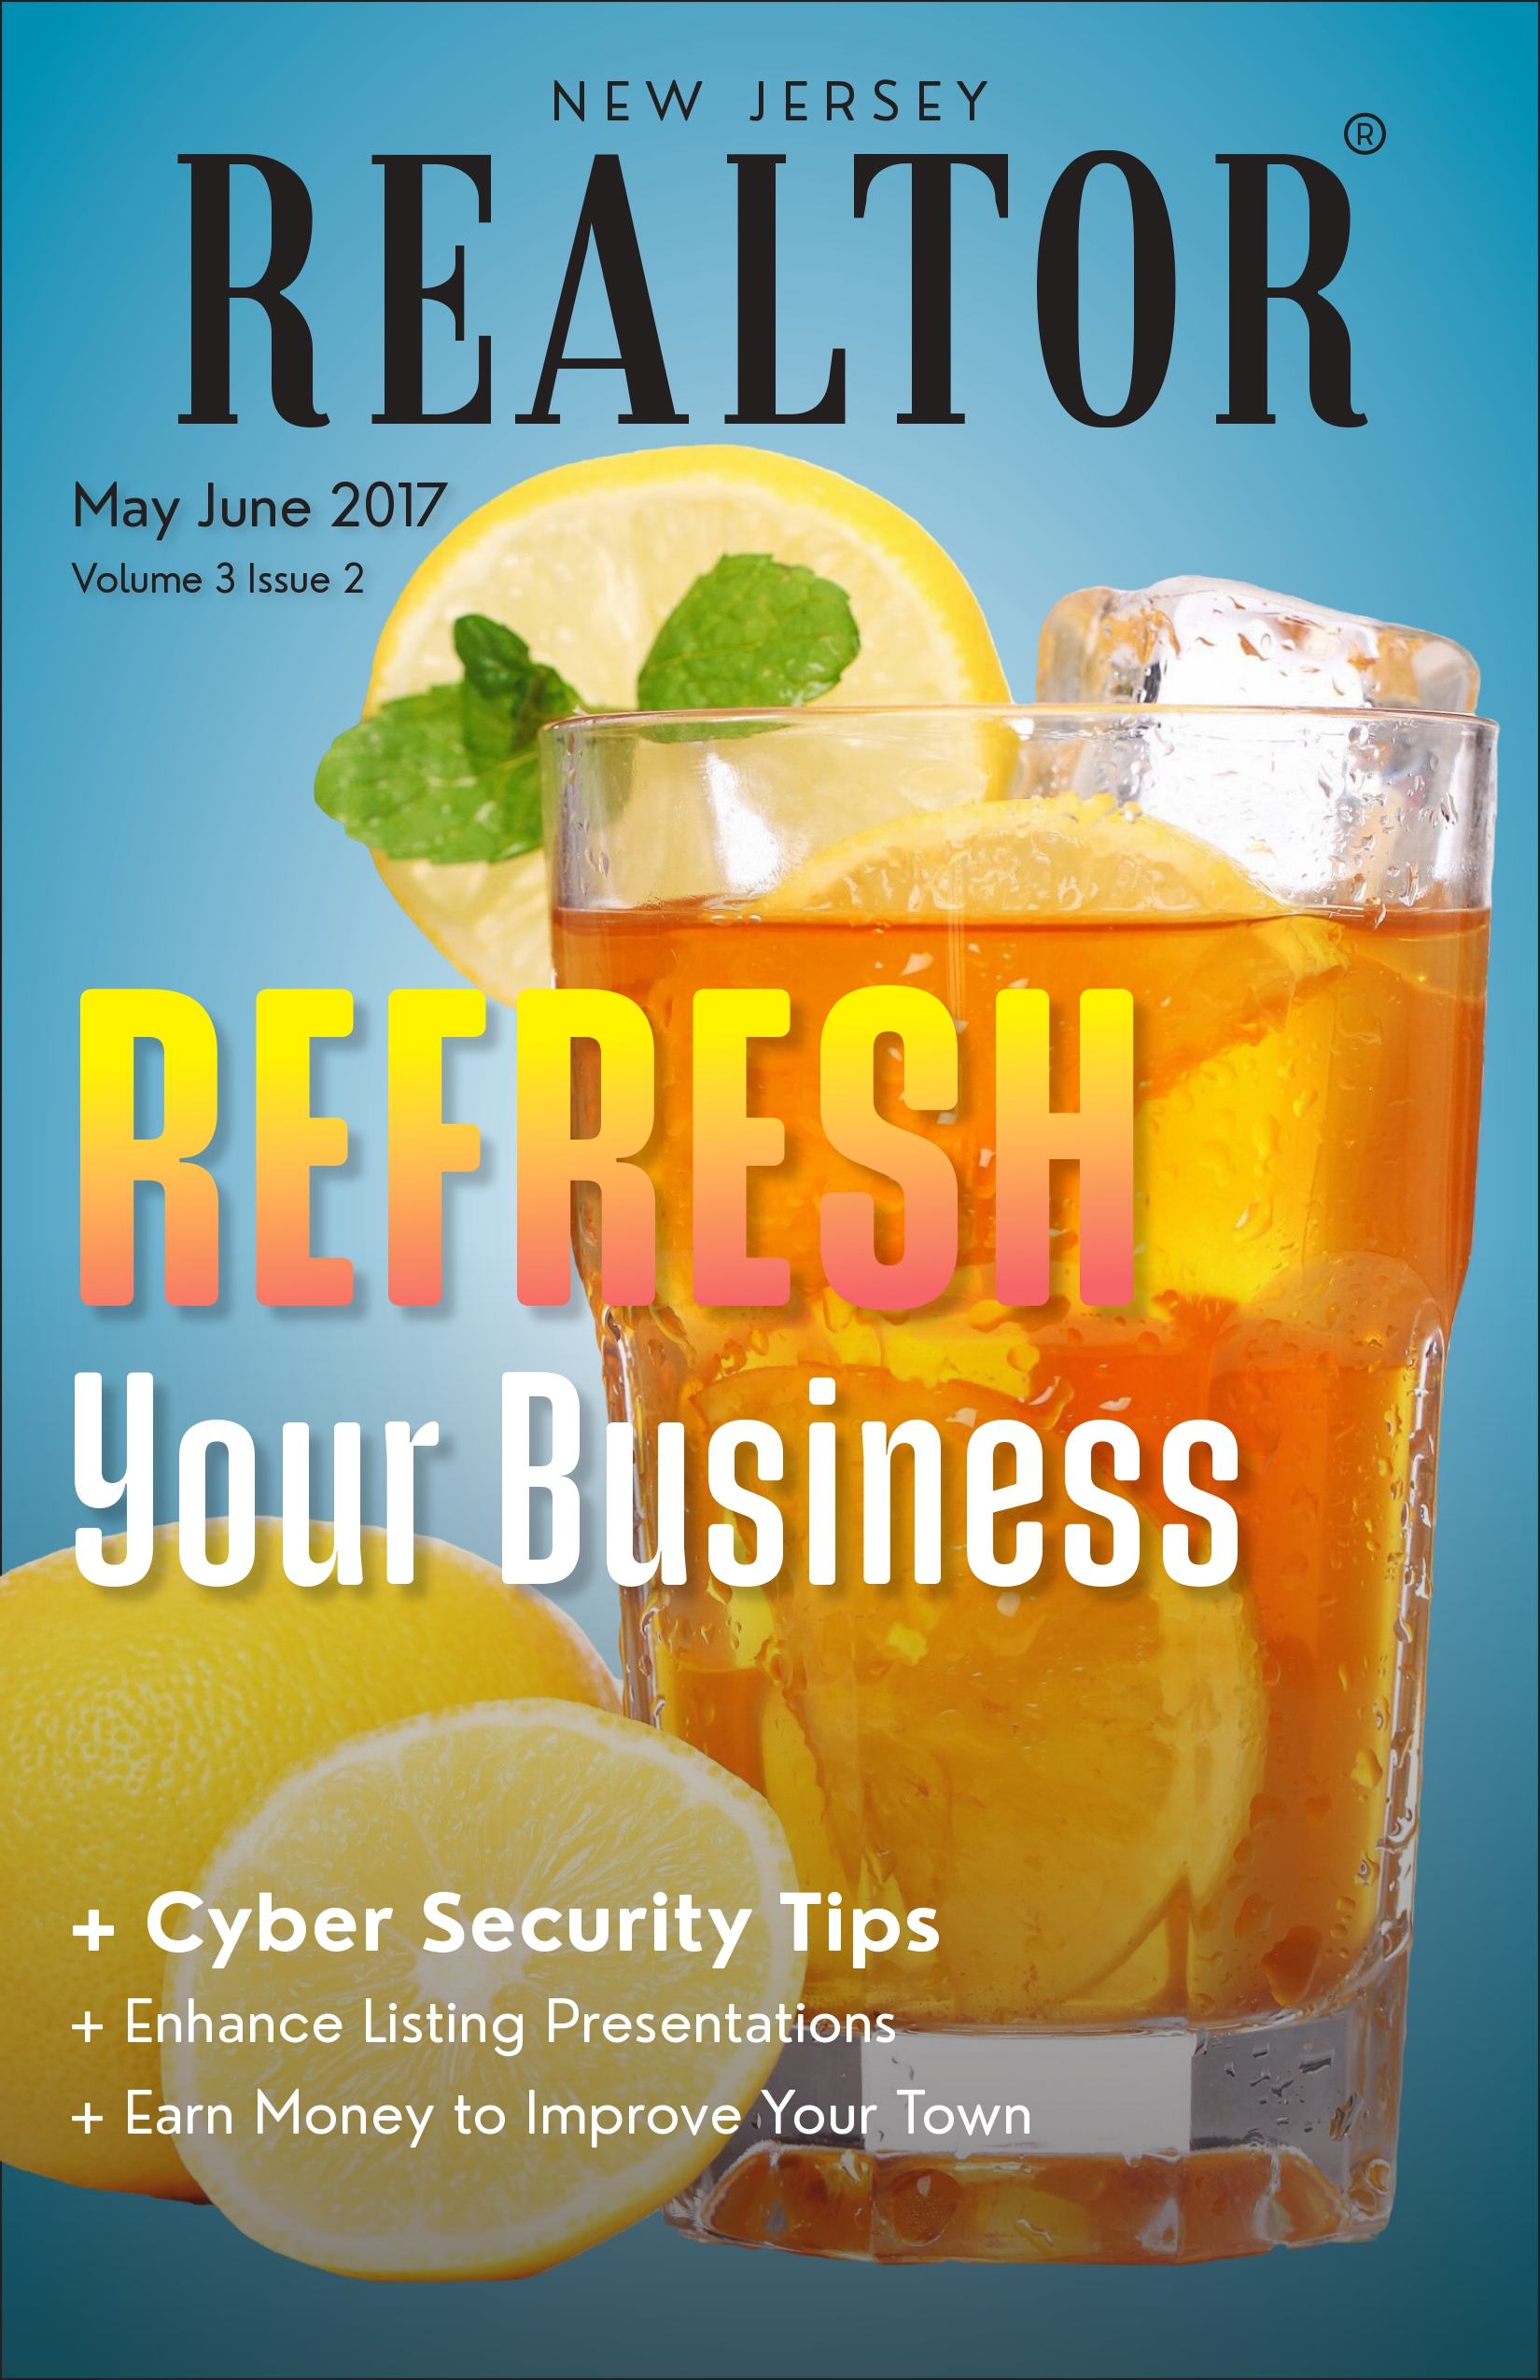 NEW JERSEY
REALTOR®
May June 2017
Volume 3 Issue 2
REFRESH
Your Business
+ Cyber Security Tips
+ Enhance Listing Presentations
+ Earn Money to Improve Your Town